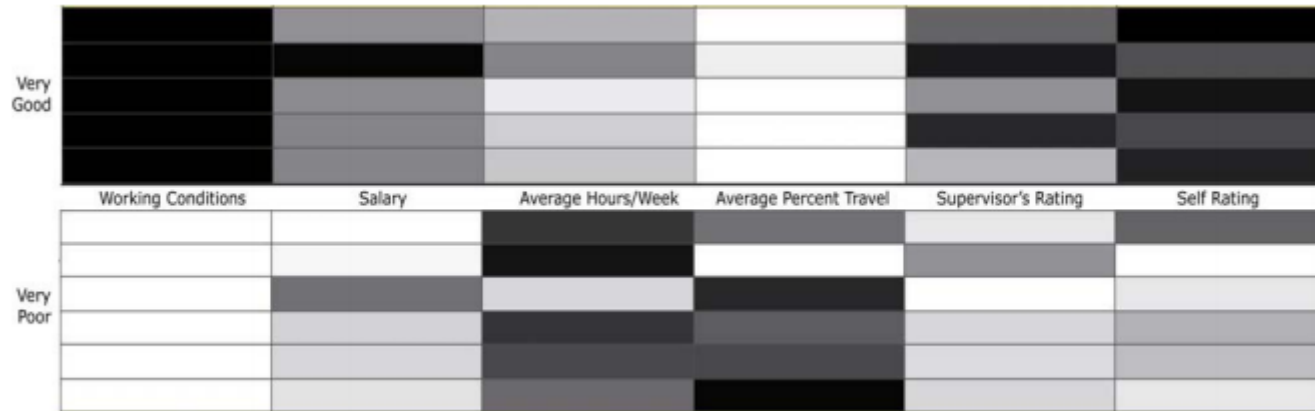 Very
Good
Working Conditions Salary Average Hours/Week Average Percent Travel Supervisor's Rating Self Rating
Very
Poor